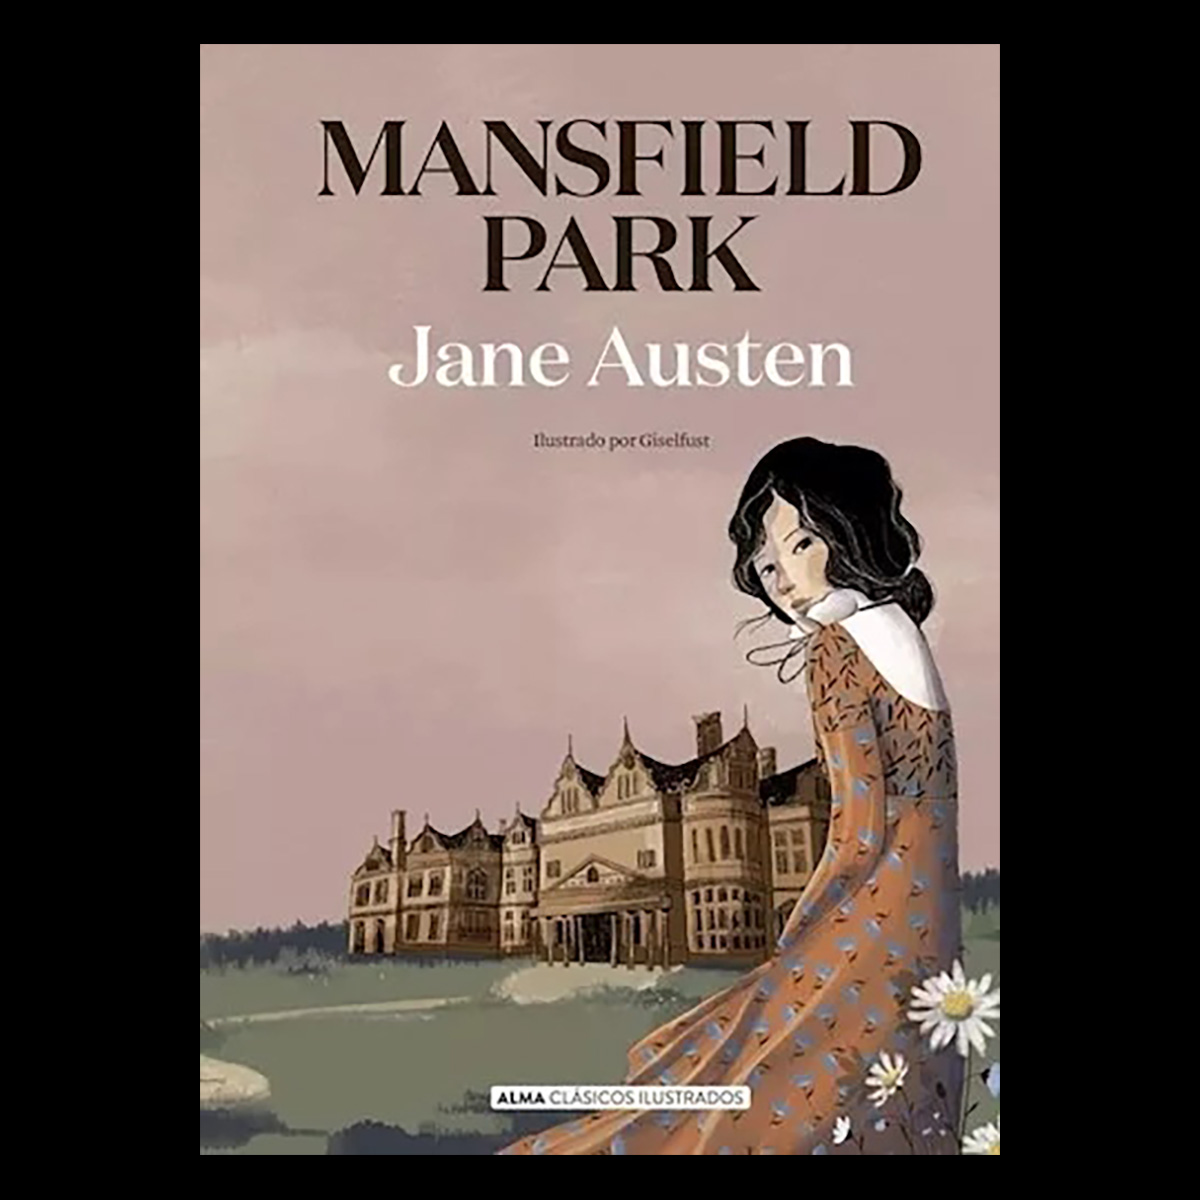 MANSFIELD
PARK
Jane Austen
Ilustrado por Giselfust
ALMA CLÁSICOS ILUSTRADOS